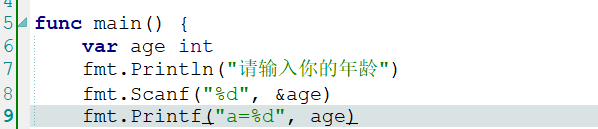 5 func main() {
6 var age int
7 fmt.Println("请输入你的年龄")
8 fmt.Scanf("%d", &age)
9 fmt.Printf("a=%d", age)